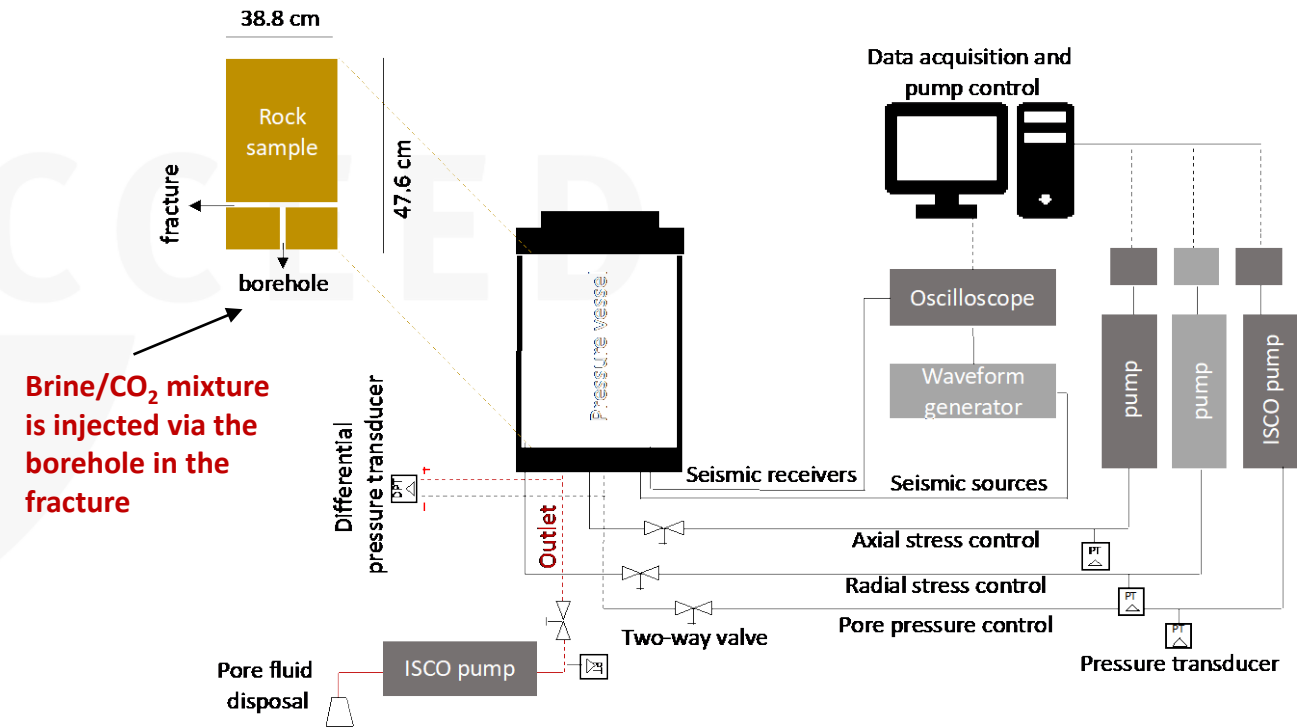 38.8 cm
Rock
sample
47.6 cm
fracture
borehole
Brine/CO₂ mixture
is injected via the
borehole in the
fracture
CCEED
Pressure vessel
Data acquisition and
pump control
Oscilloscope
Waveform
generator
pump
pump
ISCO pump
Seismic receivers
Seismic sources
Differential
pressure transducer
DPT
Outlet
Axial stress control
PT
Radial stress control
PT
Two-way valve
Pore pressure control
PT
Pressure transducer
ISCO pump
PT
Pore fluid
disposal